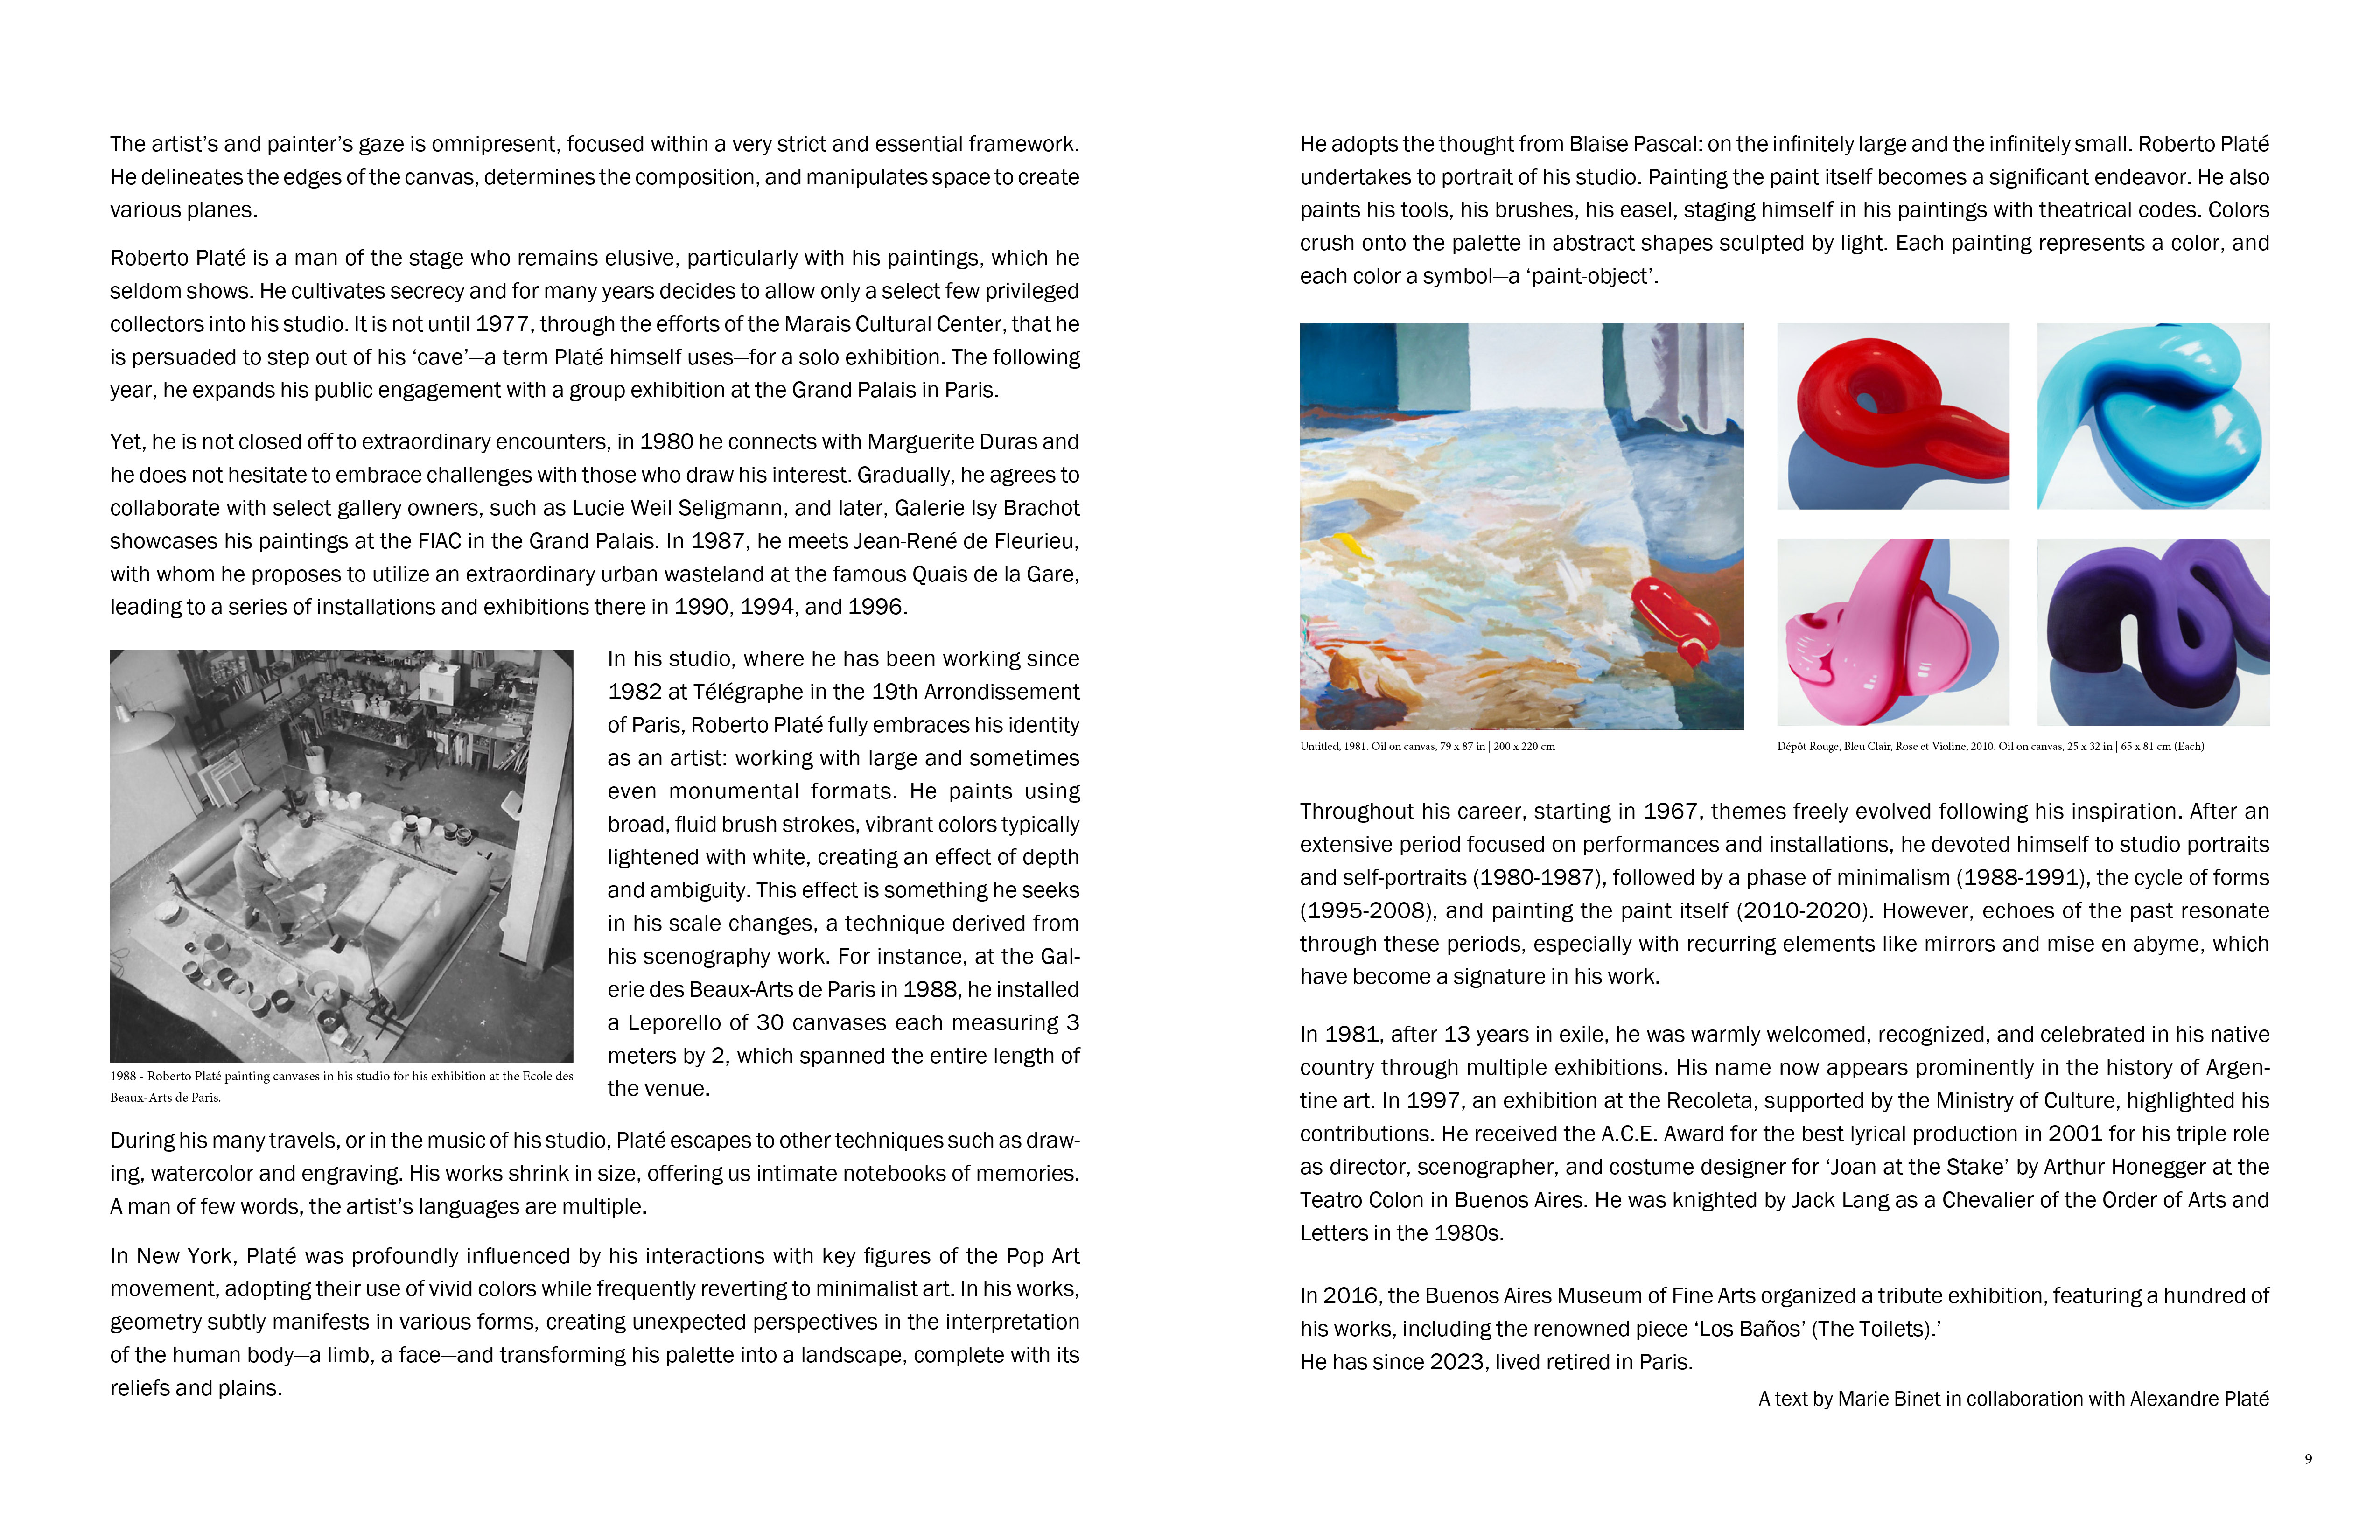 The artist’s and painter’s gaze is omnipresent, focused within a very strict and essential framework.
He delineates the edges of the canvas, determines the composition, and manipulates space to create
various planes.
Roberto Platé is a man of the stage who remains elusive, particularly with his paintings, which he
seldom shows. He cultivates secrecy and for many years decides to allow only a select few privileged
collectors into his studio. It is not until 1977, through the efforts of the Marais Cultural Center, that he
is persuaded to step out of his ‘cave’—a term Platé himself uses—for a solo exhibition. The following
year, he expands his public engagement with a group exhibition at the Grand Palais in Paris.
Yet, he is not closed off to extraordinary encounters, in 1980 he connects with Marguerite Duras and
he does not hesitate to embrace challenges with those who draw his interest. Gradually, he agrees to
collaborate with select gallery owners, such as Lucie Weil Seligmann, and later, Galerie Isy Brachot
showcases his paintings at the FIAC in the Grand Palais. In 1987, he meets Jean-René de Fleurieu,
with whom he proposes to utilize an extraordinary urban wasteland at the famous Quais de la Gare,
leading to a series of installations and exhibitions there in 1990, 1994, and 1996.
In his studio, where he has been working since
1982 at Télégraphe in the 19th Arrondissement
of Paris, Roberto Platé fully embraces his identity
as an artist: working with large and sometimes
even monumental formats. He paints using
broad, fluid brush strokes, vibrant colors typically
lightened with white, creating an effect of depth
and ambiguity. This effect is something he seeks
in his scale changes, a technique derived from
his scenography work. For instance, at the Gal-
erie des Beaux-Arts de Paris in 1988, he installed
a Leporello of 30 canvases each measuring 3
meters by 2, which spanned the entire length of
the venue.
1988 - Roberto Platé painting canvases in his studio for his exhibition at the Ecole des
Beaux-Arts de Paris.
During his many travels, or in the music of his studio, Platé escapes to other techniques such as draw-
ing, watercolor and engraving. His works shrink in size, offering us intimate notebooks of memories.
A man of few words, the artist’s languages are multiple.
In New York, Platé was profoundly influenced by his interactions with key figures of the Pop Art
movement, adopting their use of vivid colors while frequently reverting to minimalist art. In his works,
geometry subtly manifests in various forms, creating unexpected perspectives in the interpretation
of the human body—a limb, a face—and transforming his palette into a landscape, complete with its
reliefs and plains.
He adopts the thought from Blaise Pascal: on the infinitely large and the infinitely small. Roberto Platé
undertakes to portrait of his studio. Painting the paint itself becomes a significant endeavor. He also
paints his tools, his brushes, his easel, staging himself in his paintings with theatrical codes. Colors
crush onto the palette in abstract shapes sculpted by light. Each painting represents a color, and
each color a symbol—a ‘paint-object’.
Untitled, 1981. Oil on canvas, 79 x 87 in | 200 x 220 cm
Dépôt Rouge, Bleu Clair, Rose et Violine, 2010. Oil on canvas, 25 x 32 in | 65 x 81 cm (Each)
Throughout his career, starting in 1967, themes freely evolved following his inspiration. After an
extensive period focused on performances and installations, he devoted himself to studio portraits
and self-portraits (1980-1987), followed by a phase of minimalism (1988-1991), the cycle of forms
(1995-2008), and painting the paint itself (2010-2020). However, echoes of the past resonate
through these periods, especially with recurring elements like mirrors and mise en abyme, which
have become a signature in his work.
In 1981, after 13 years in exile, he was warmly welcomed, recognized, and celebrated in his native
country through multiple exhibitions. His name now appears prominently in the history of Argen-
tine art. In 1997, an exhibition at the Recoleta, supported by the Ministry of Culture, highlighted his
contributions. He received the A.C.E. Award for the best lyrical production in 2001 for his triple role
as director, scenographer, and costume designer for ‘Joan at the Stake’ by Arthur Honegger at the
Teatro Colon in Buenos Aires. He was knighted by Jack Lang as a Chevalier of the Order of Arts and
Letters in the 1980s.
In 2016, the Buenos Aires Museum of Fine Arts organized a tribute exhibition, featuring a hundred of
his works, including the renowned piece ‘Los Baños’ (The Toilets).’
He has since 2023, lived retired in Paris.
A text by Marie Binet in collaboration with Alexandre Platé
9